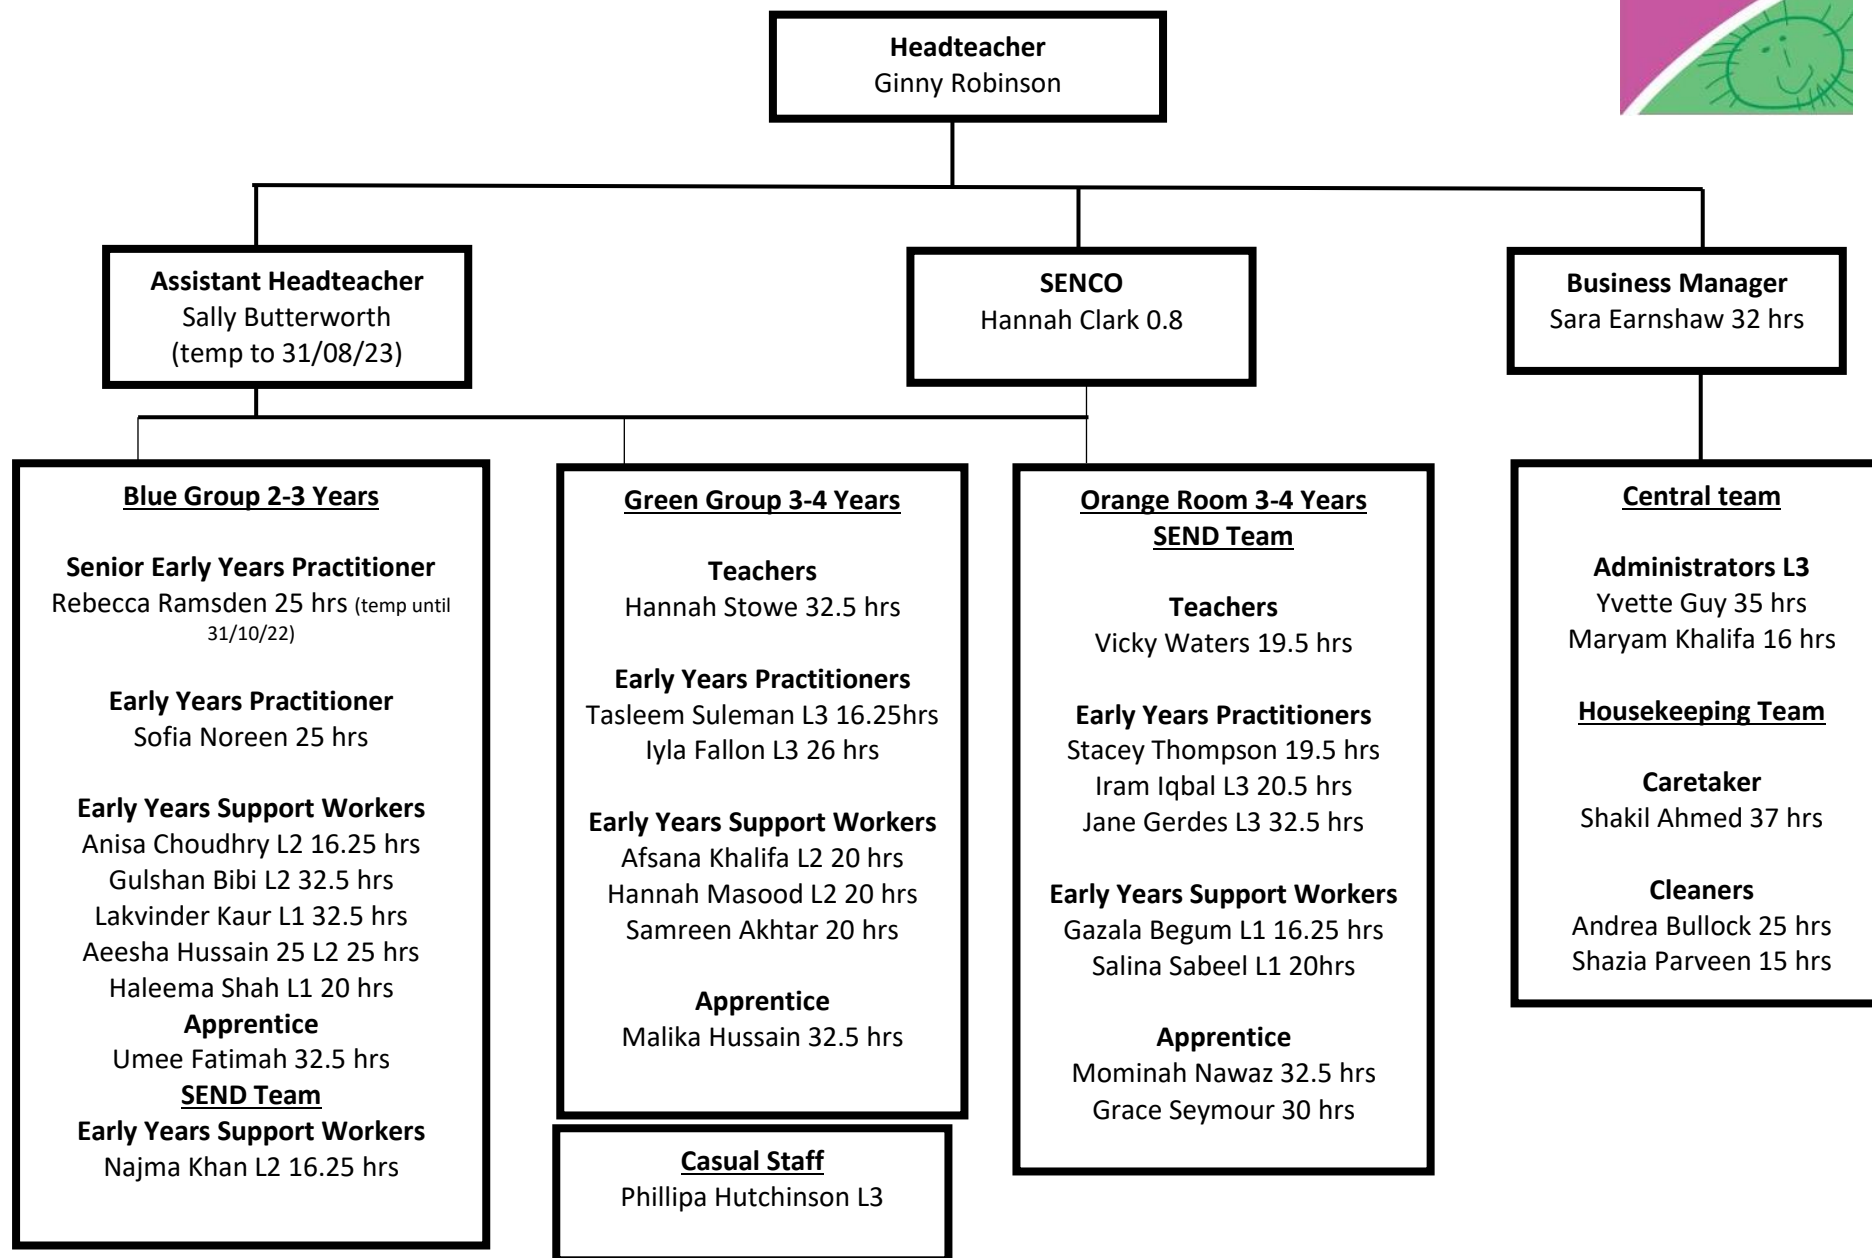 Headteacher
Ginny Robinson
Assistant Headteacher
Sally Butterworth
(temp to 31/08/23)
SENCO
Hannah Clark 0.8
Business Manager
Sara Earnshaw 32 hrs
Blue Group 2-3 Years
Senior Early Years Practitioner
Rebecca Ramsden 25 hrs (temp until
31/10/22)
Early Years Practitioner
Sofia Noreen 25 hrs
Early Years Support Workers
Anisa Choudhry L2 16.25 hrs
Gulshan Bibi L2 32.5 hrs
Lakvinder Kaur L1 32.5 hrs
Aeesha Hussain 25 L2 25 hrs
Haleema Shah L1 20 hrs
Apprentice
Umee Fatimah 32.5 hrs
SEND Team
Early Years Support Workers
Najma Khan L2 16.25 hrs
Green Group 3-4 Years
Teachers
Hannah Stowe 32.5 hrs
Early Years Practitioners
Tasleem Suleman L3 16.25hrs
Iyla Fallon L3 26 hrs
Early Years Support Workers
Afsana Khalifa L2 20 hrs
Hannah Masood L2 20 hrs
Samreen Akhtar 20 hrs
Apprentice
Malika Hussain 32.5 hrs
Casual Staff
Phillipa Hutchinson L3
Orange Room 3-4 Years
SEND Team
Teachers
Vicky Waters 19.5 hrs
Early Years Practitioners
Stacey Thompson 19.5 hrs
Iram Iqbal L3 20.5 hrs
Jane Gerdes L3 32.5 hrs
Early Years Support Workers
Gazala Begum L1 16.25 hrs
Salina Sabeel L1 20hrs
Apprentice
Mominah Nawaz 32.5 hrs
Grace Seymour 30 hrs
Central team
Administrators L3
Yvette Guy 35 hrs
Maryam Khalifa 16 hrs
Housekeeping Team
Caretaker
Shakil Ahmed 37 hrs
Cleaners
Andrea Bullock 25 hrs
Shazia Parveen 15 hrs